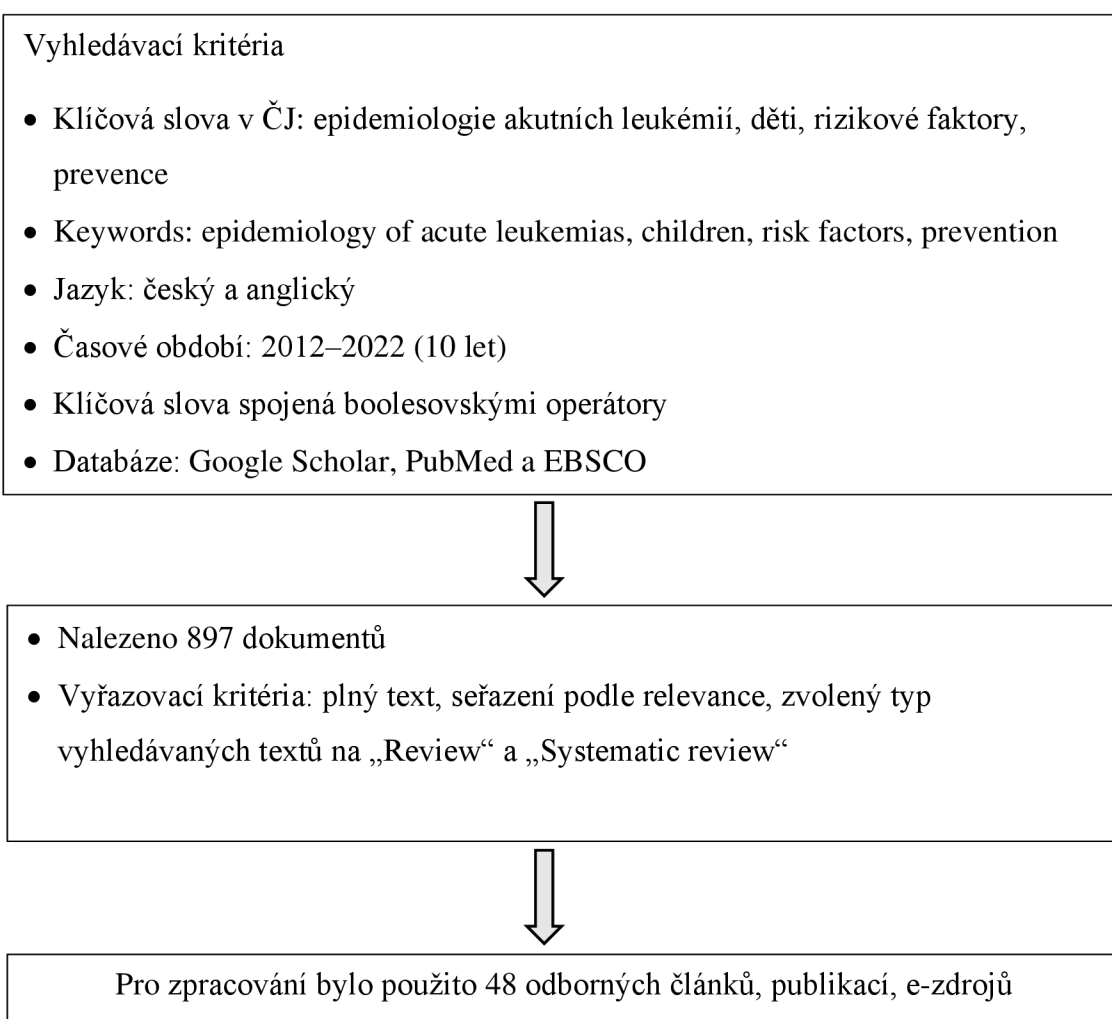 Vyhledávací kritéria
• Klíčová slova v ČJ: epidemiologie akutních leukémií, děti, rizikové faktory,
prevence
• Keywords: epidemiology of acute leukemias, children, risk factors, prevention
• Jazyk: český a anglický
• Časové období: 2012–2022 (10 let)
• Klíčová slova spojená boolesovskými operátory
• Databáze: Google Scholar, PubMed a EBSCO
• Nalezeno 897 dokumentů
• Vyřazovací kritéria: plný text, seřazení podle relevance, zvolený typ
vyhledávaných textů na „Review“ a „Systematic review“
Pro zpracování bylo použito 48 odborných článků, publikací, e-zdrojů